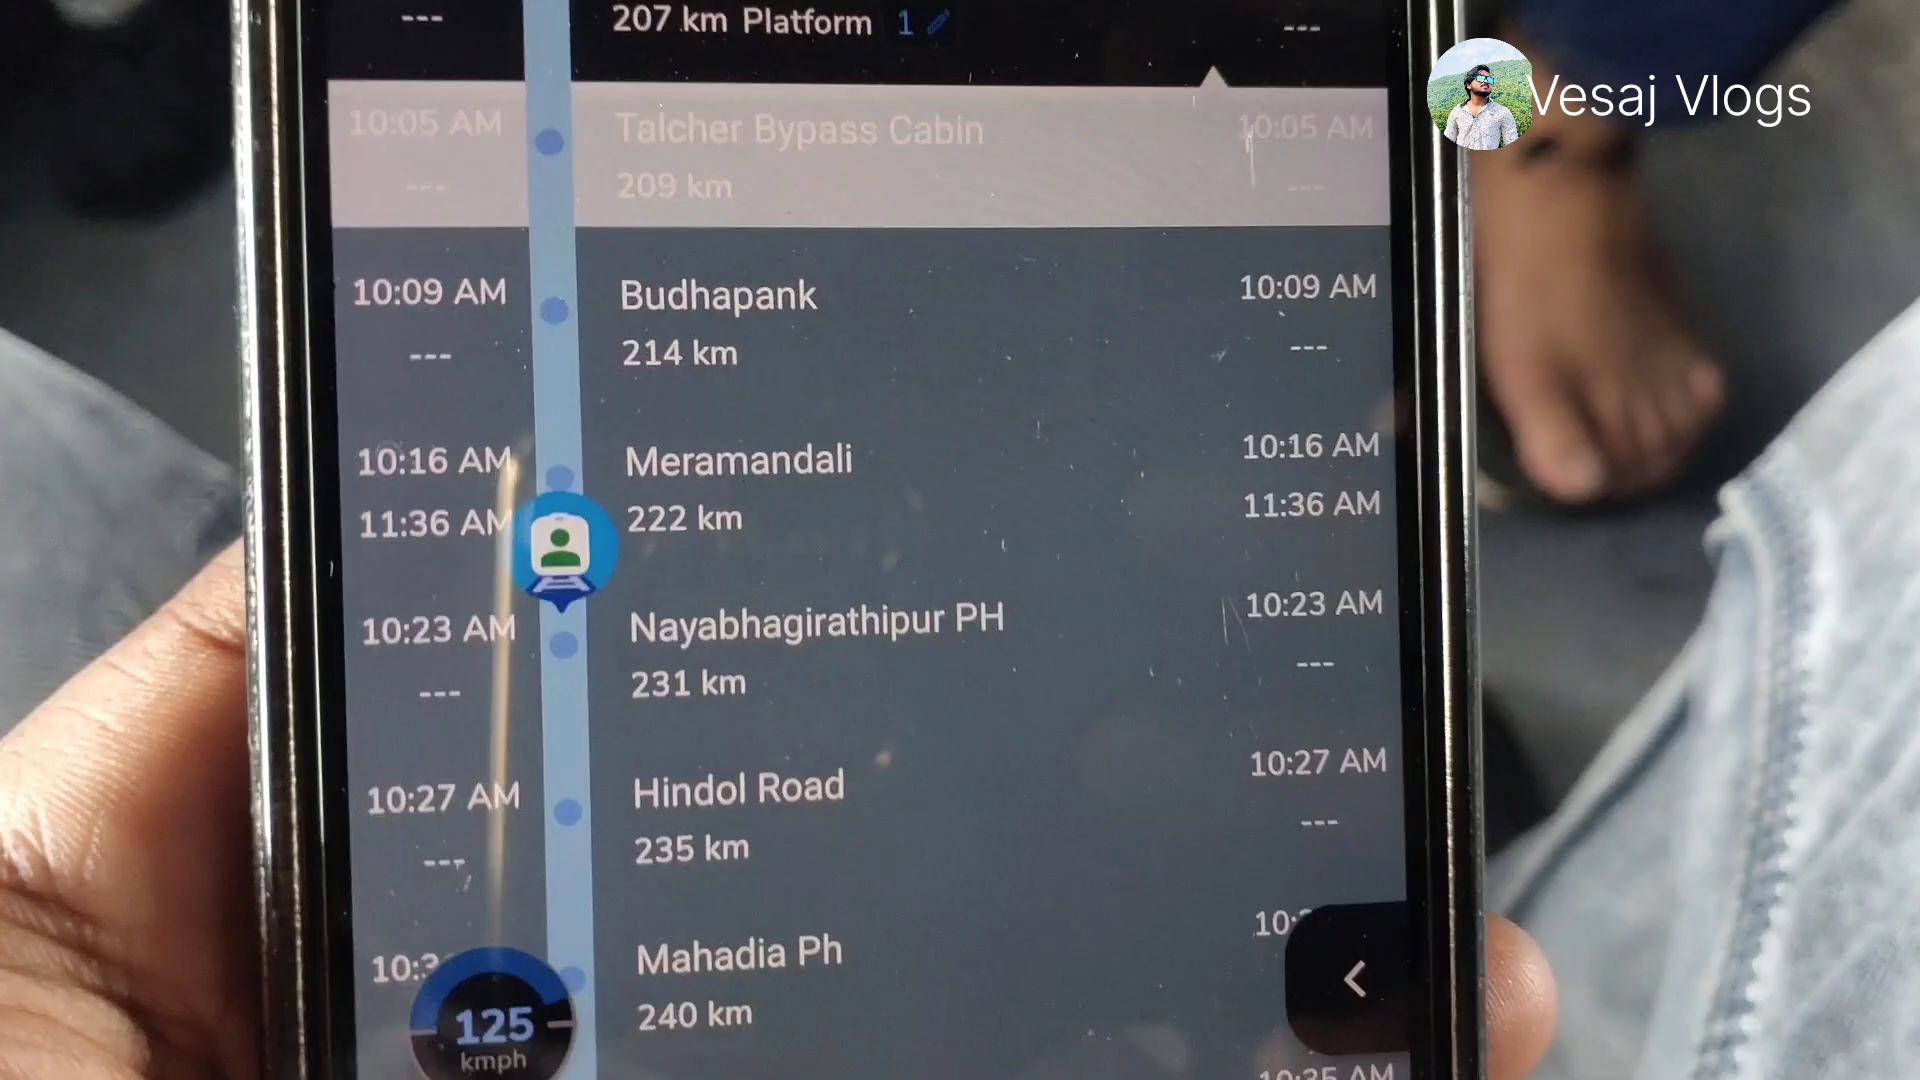 --- 207 km Platform 1 ---
Vesaj Vlogs
10:05 AM Talcher Bypass Cabin 10:05 AM
--- 209 km ---
10:09 AM Budhapank 10:09 AM
--- 214 km ---
10:16 AM Meramandali 10:16 AM
11:36 AM 222 km 11:36 AM
10:23 AM Nayabhagirathipur PH 10:23 AM
--- 231 km ---
10:27 AM Hindol Road 10:27 AM
--- 235 km ---
Mahadia Ph
240 km
125
kmph
10:35 AM